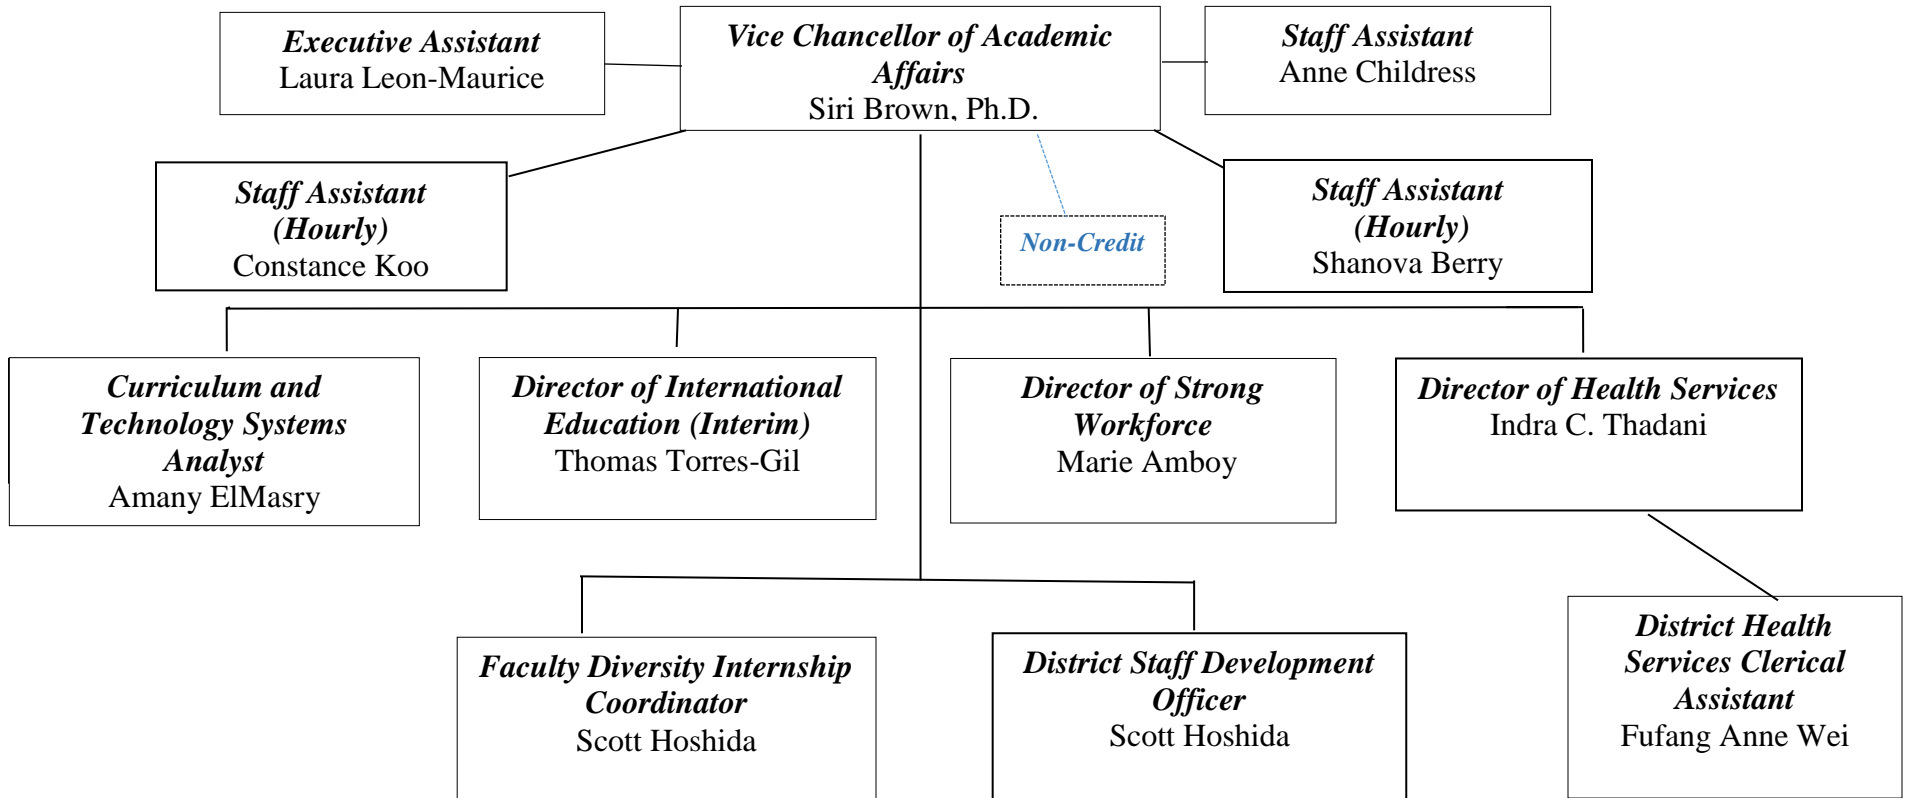 Executive Assistant
Laura Leon-Maurice
Vice Chancellor of Academic
Affairs
Siri Brown, Ph.D.
Staff Assistant
Anne Childress
Staff Assistant
(Hourly)
Constance Koo
Non-Credit
Staff Assistant
(Hourly)
Shanova Berry
Curriculum and
Technology Systems
Analyst
Amany ElMasry
Director of International
Education (Interim)
Thomas Torres-Gil
Director of Strong
Workforce
Marie Amboy
Director of Health Services
Indra C. Thadani
Faculty Diversity Internship
Coordinator
Scott Hoshida
District Staff Development
Officer
Scott Hoshida
District Health
Services Clerical
Assistant
Fufang Anne Wei